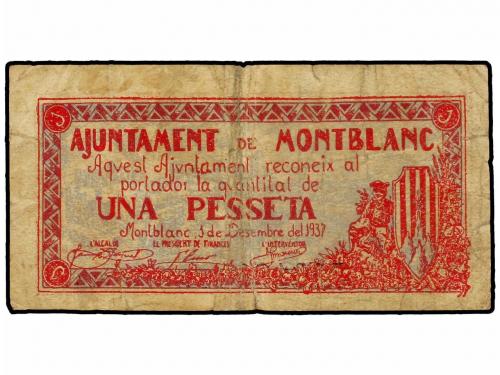 AJUNTAMENT DE MONTBLANC
Aquest Ajuntament reconeix al
portador la quantitat de
UNA PESSETA
Montblanc, 3 de Desembre del 1937
L'ALCALDE EL PRESIDENT DE FINANCES L'INTERVENTOR